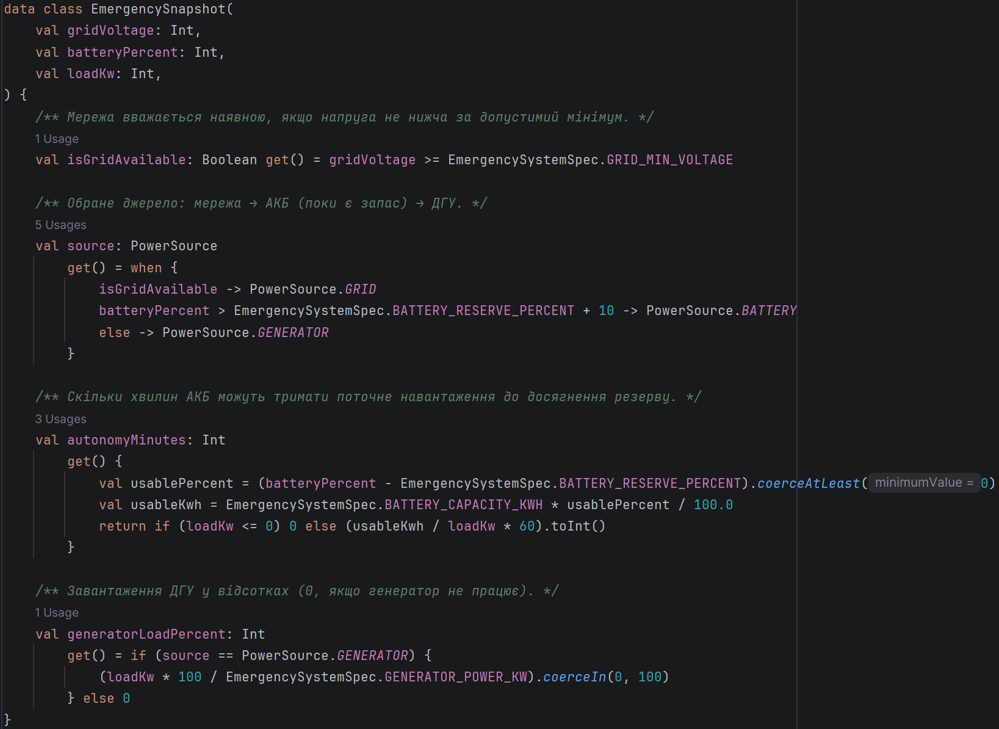 data class EmergencySnapshot(
    val gridVoltage: Int,
    val batteryPercent: Int,
    val loadKw: Int,
) {
    /** Мережа вважається наявною, якщо напруга не нижча за допустимий мінімум. */
    1 Usage
    val isGridAvailable: Boolean get() = gridVoltage >= EmergencySystemSpec.GRID_MIN_VOLTAGE

    /** Обране джерело: мережа → АКБ (поки є запас) → ДГУ. */
    5 Usages
    val source: PowerSource
        get() = when {
            isGridAvailable -> PowerSource.GRID
            batteryPercent > EmergencySystemSpec.BATTERY_RESERVE_PERCENT + 10 -> PowerSource.BATTERY
            else -> PowerSource.GENERATOR
        }

    /** Скільки хвилин АКБ можуть тримати поточне навантаження до досягнення резерву. */
    3 Usages
    val autonomyMinutes: Int
        get() {
            val usablePercent = (batteryPercent - EmergencySystemSpec.BATTERY_RESERVE_PERCENT).coerceAtLeast( minimumValue = 0)
            val usableKwh = EmergencySystemSpec.BATTERY_CAPACITY_KWH * usablePercent / 100.0
            return if (loadKw <= 0) 0 else (usableKwh / loadKw * 60).toInt()
        }

    /** Завантаження ДГУ у відсотках (0, якщо генератор не працює). */
    1 Usage
    val generatorLoadPercent: Int
        get() = if (source == PowerSource.GENERATOR) {
            (loadKw * 100 / EmergencySystemSpec.GENERATOR_POWER_KW).coerceIn(0, 100)
        } else 0
}